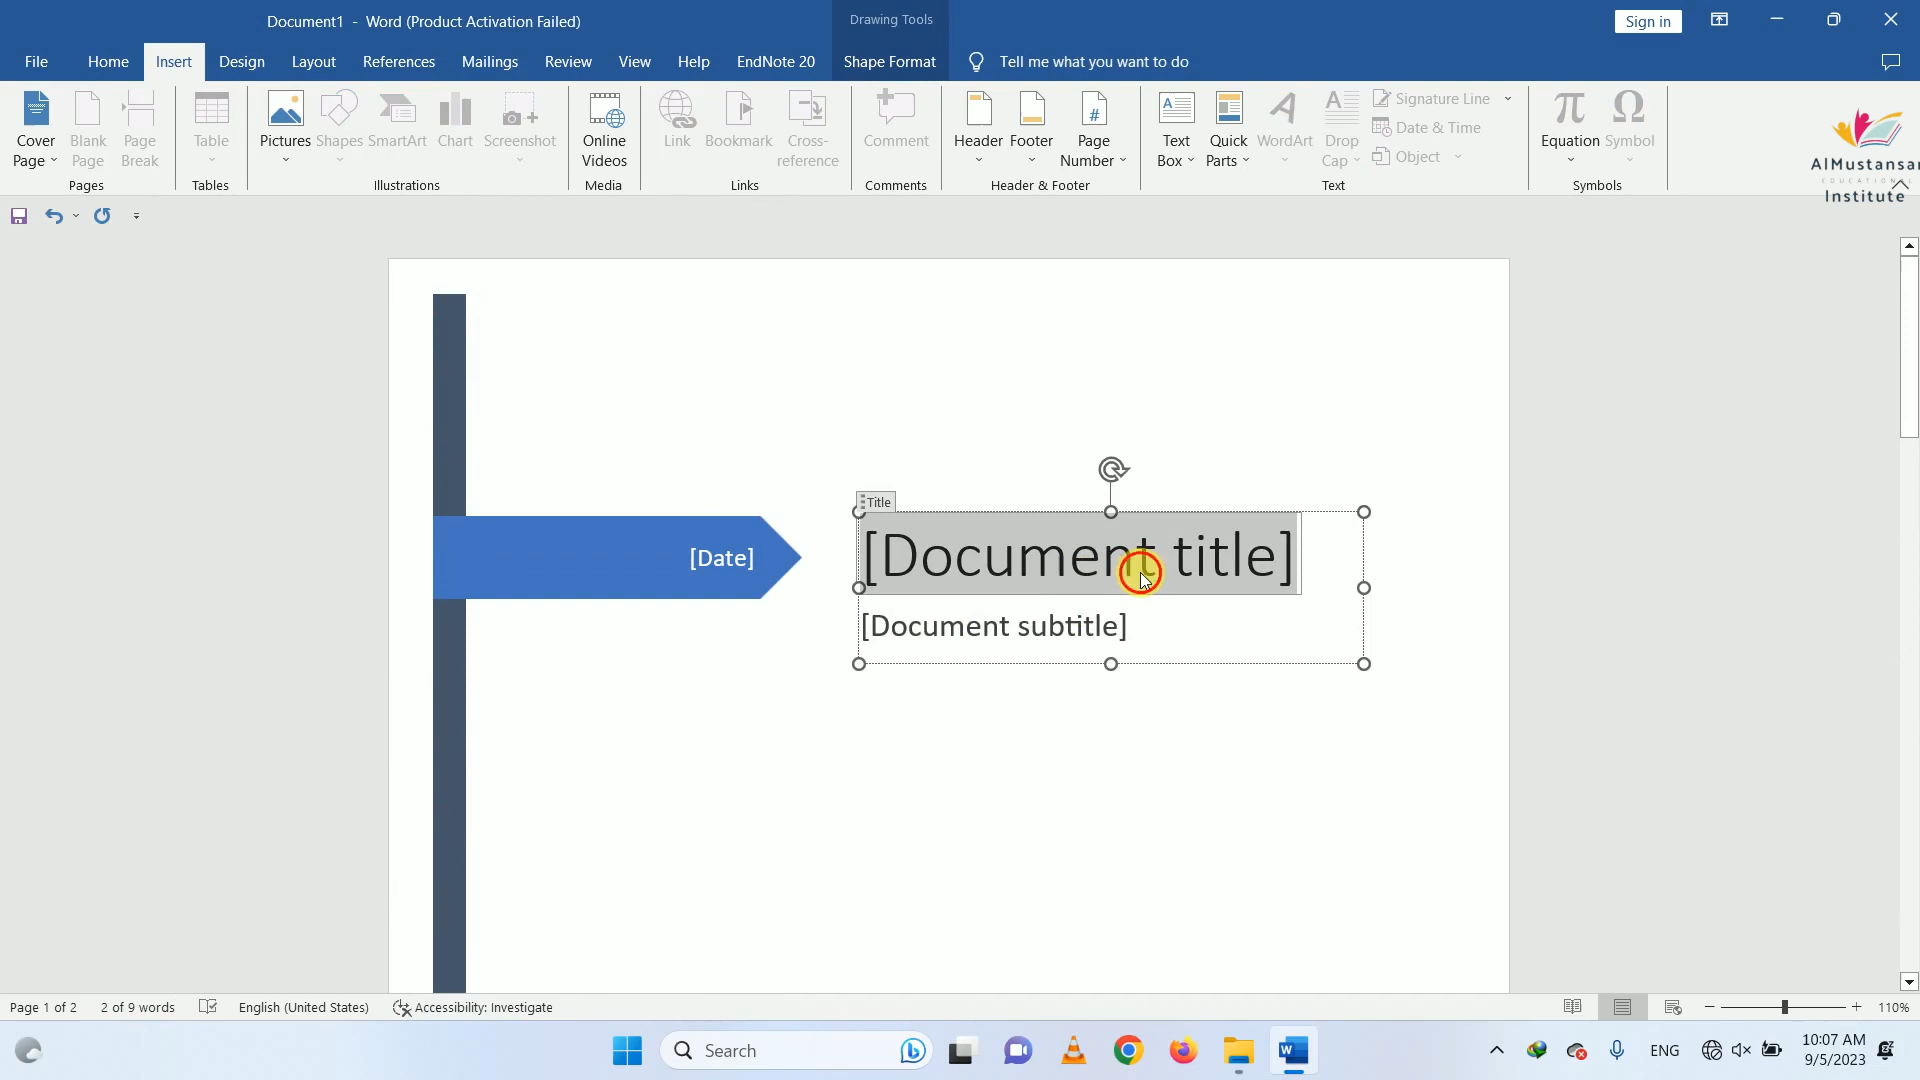 Document1 - Word (Product Activation Failed)
Drawing Tools
Sign in
File Home Insert Design Layout References Mailings Review View Help EndNote 20 Shape Format Tell me what you want to do
Cover Page
Blank Page
Page Break
Pages
Table
Tables
Pictures
Shapes
SmartArt
Chart
Screenshot
Illustrations
Online Videos
Media
Link
Bookmark
Cross-reference
Links
Comment
Comments
Header
Footer
Page Number
Header & Footer
Text Box
Quick Parts
WordArt
Drop Cap
Signature Line
Date & Time
Object
Text
Equation
Symbol
Symbols
AlMustansar
EDUCATIONAL
Institute
Title
[Date]
[Document title]
[Document subtitle]
Page 1 of 2 2 of 9 words English (United States) Accessibility: Investigate 110%
Search
ENG
10:07 AM
9/5/2023